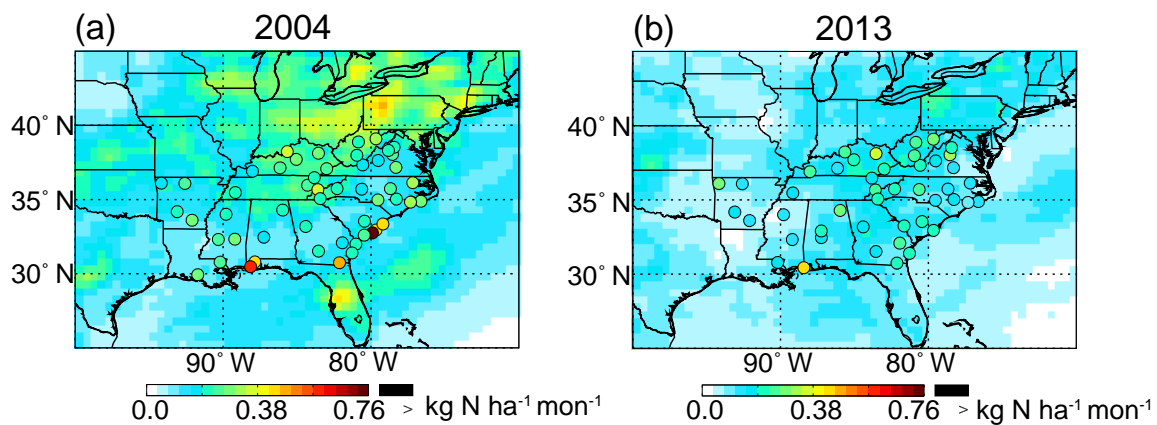 (a) 2004 (b) 2013
40° N 40° N
35° N 35° N
30° N 30° N
90° W 80° W 90° W 80° W
0.0 0.38 0.76 > kg N ha⁻¹ mon⁻¹ 0.0 0.38 0.76 > kg N ha⁻¹ mon⁻¹